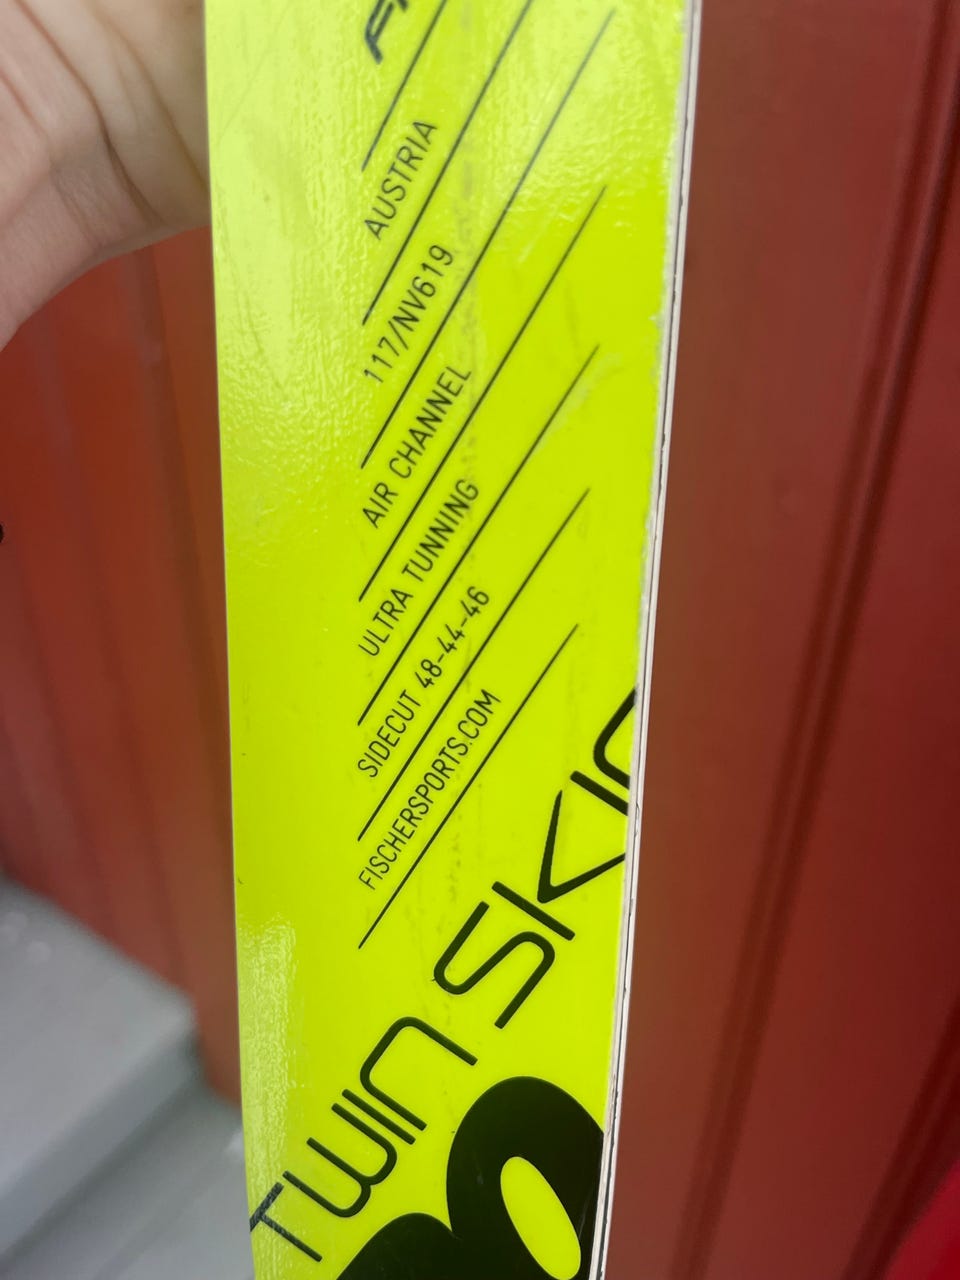 AUSTRIA
117/NV619
AIR CHANNEL
ULTRA TUNNING
SIDECUT 48-44-46
FISCHERSPORTS.COM
TWIN SKIN